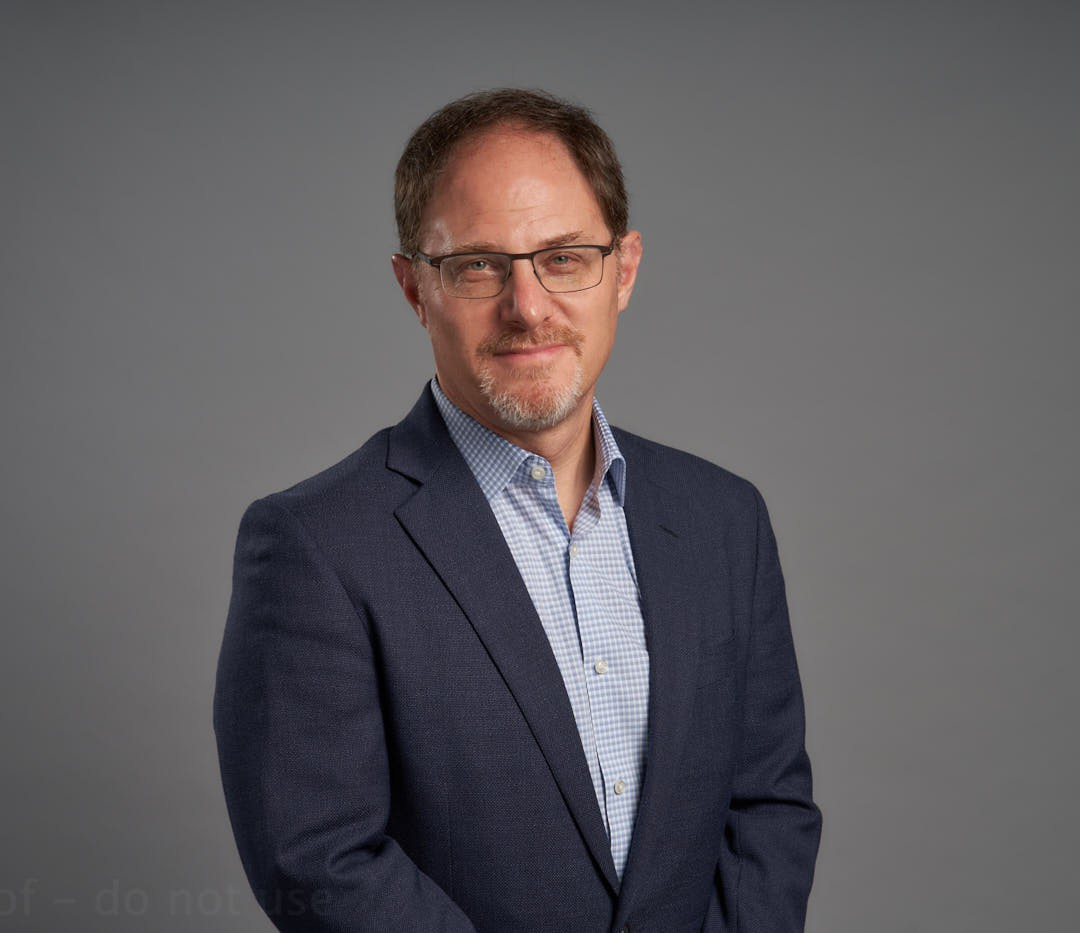 of – do not use